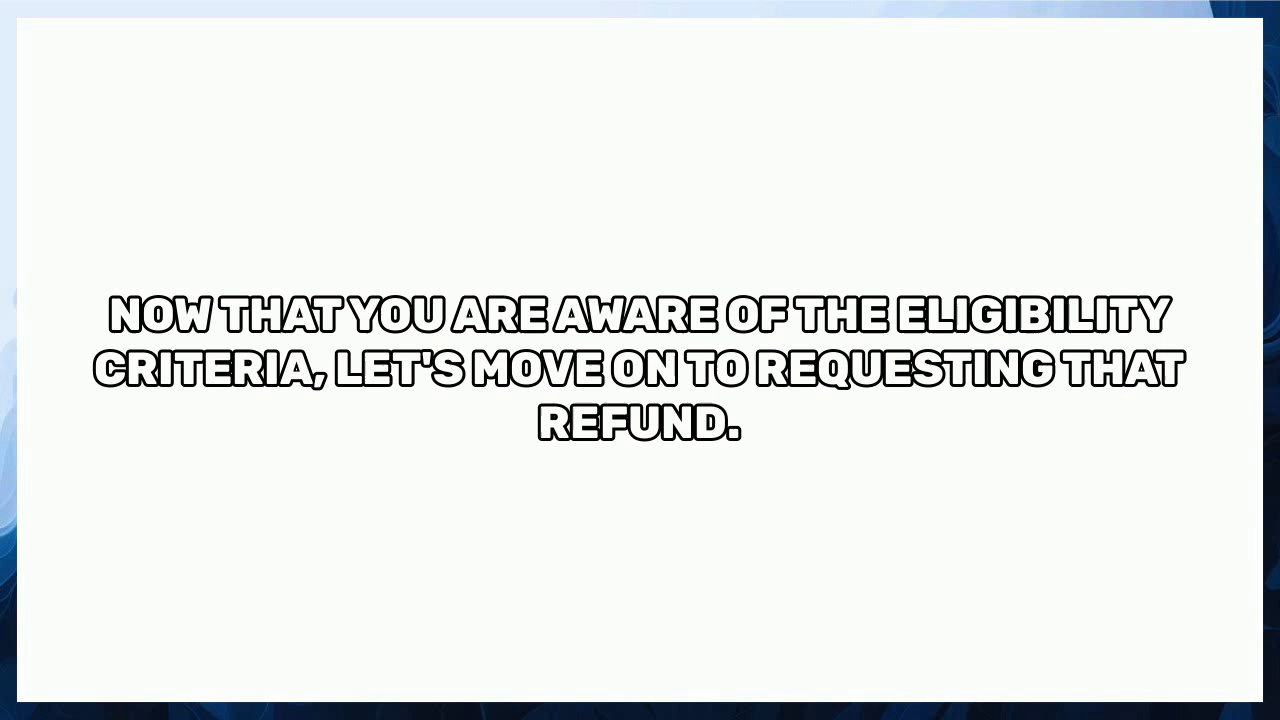 NOW THAT YOU ARE AWARE OF THE ELIGIBILITY
CRITERIA, LET'S MOVE ON TO REQUESTING THAT
REFUND.